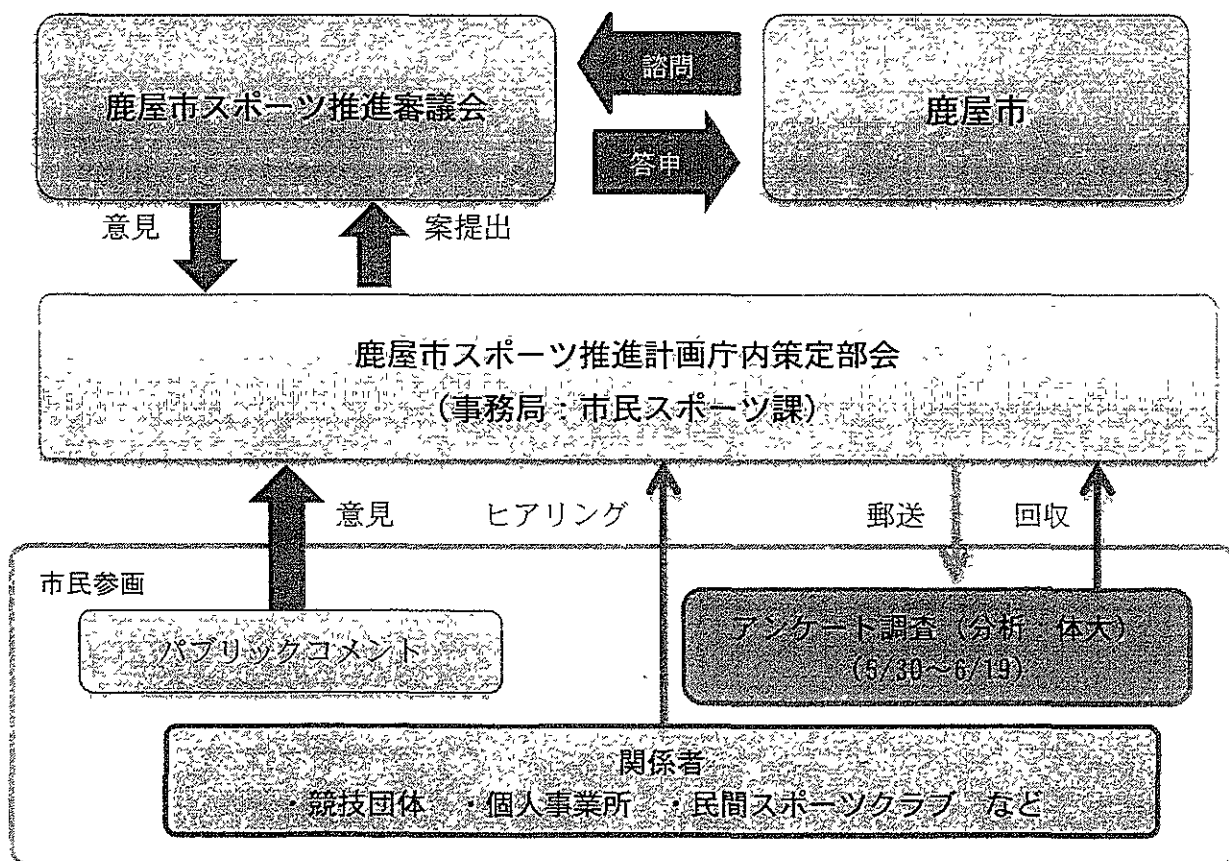 鹿屋市スポーツ推進審議会
諮問
答申
鹿屋市
意見
案提出
鹿屋市スポーツ推進計画庁内策定部会
（事務局：市民スポーツ課）
意見
ヒアリング
郵送
回収
市民参画
パブリックコメント
アンケート調査（分析 体大）
（5/30～6/19）
関係者
・競技団体 ・個人事業所 ・民間スポーツクラブ など